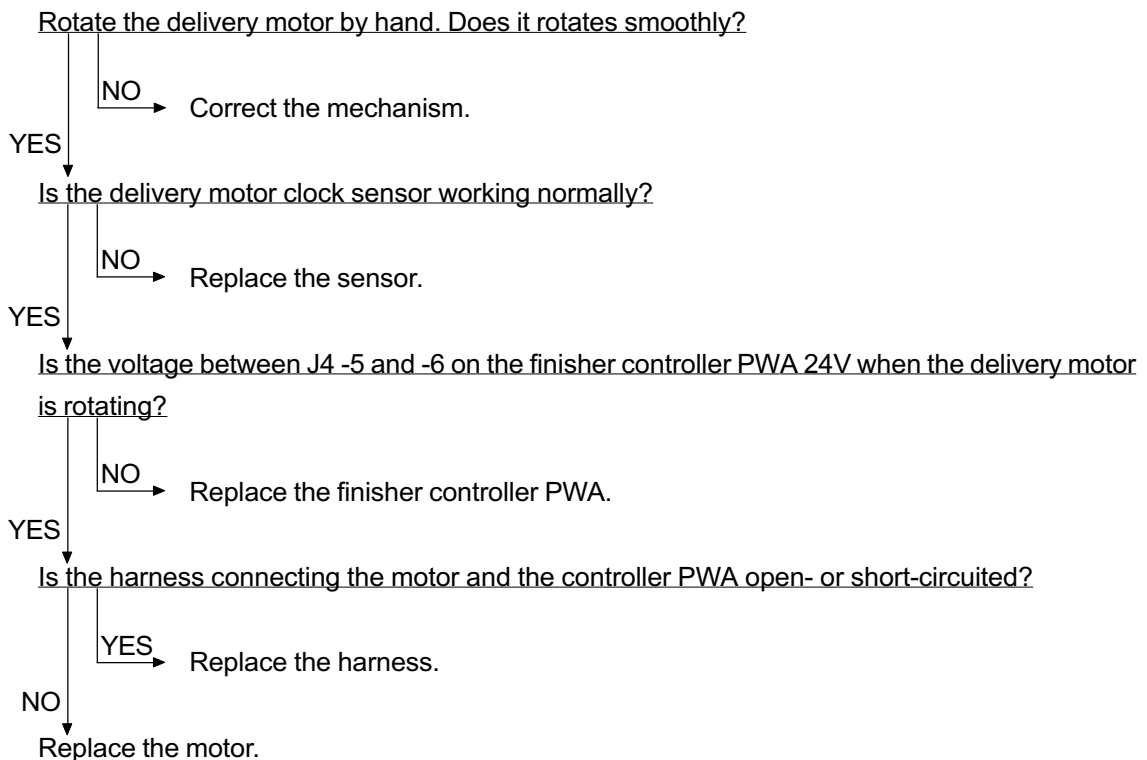 Rotate the delivery motor by hand. Does it rotates smoothly?
NO
Correct the mechanism.
YES
Is the delivery motor clock sensor working normally?
NO
Replace the sensor.
YES
Is the voltage between J4 -5 and -6 on the finisher controller PWA 24V when the delivery motor
is rotating?
NO
Replace the finisher controller PWA.
YES
Is the harness connecting the motor and the controller PWA open- or short-circuited?
YES
Replace the harness.
NO
Replace the motor.